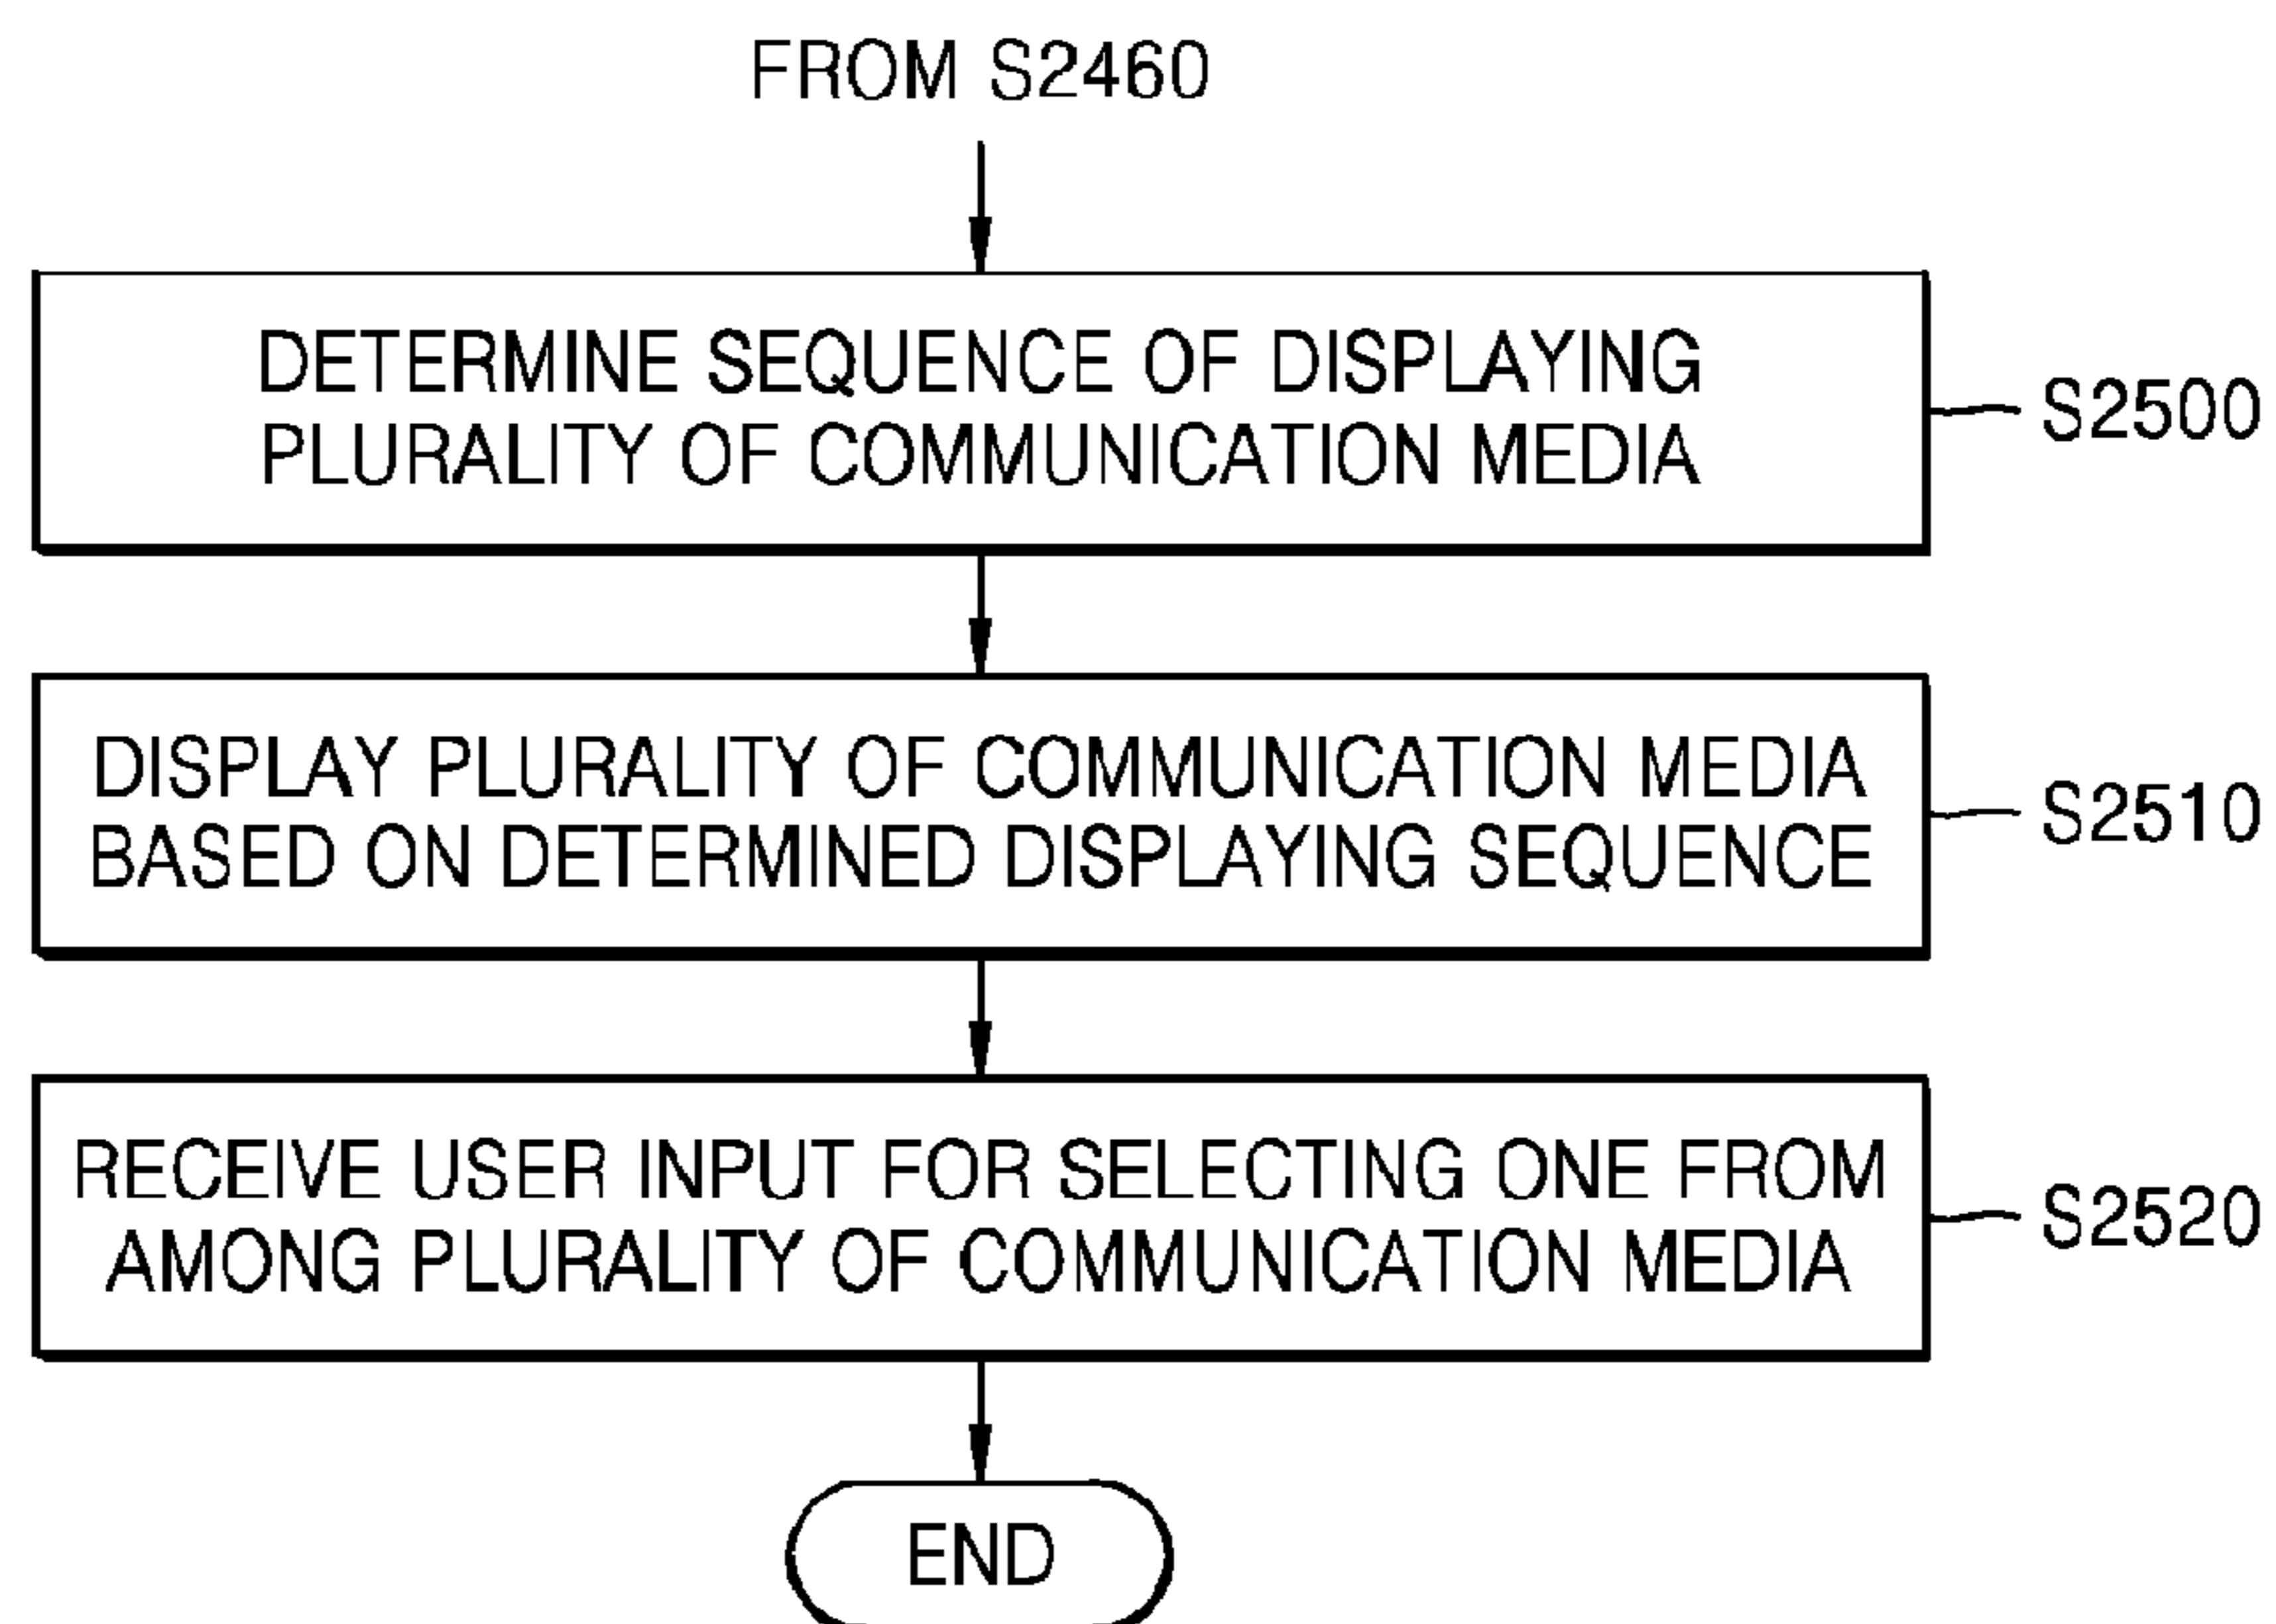 FROM S2460
DETERMINE SEQUENCE OF DISPLAYING
PLURALITY OF COMMUNICATION MEDIA
S2500
DISPLAY PLURALITY OF COMMUNICATION MEDIA
BASED ON DETERMINED DISPLAYING SEQUENCE
S2510
RECEIVE USER INPUT FOR SELECTING ONE FROM
AMONG PLURALITY OF COMMUNICATION MEDIA
S2520
END